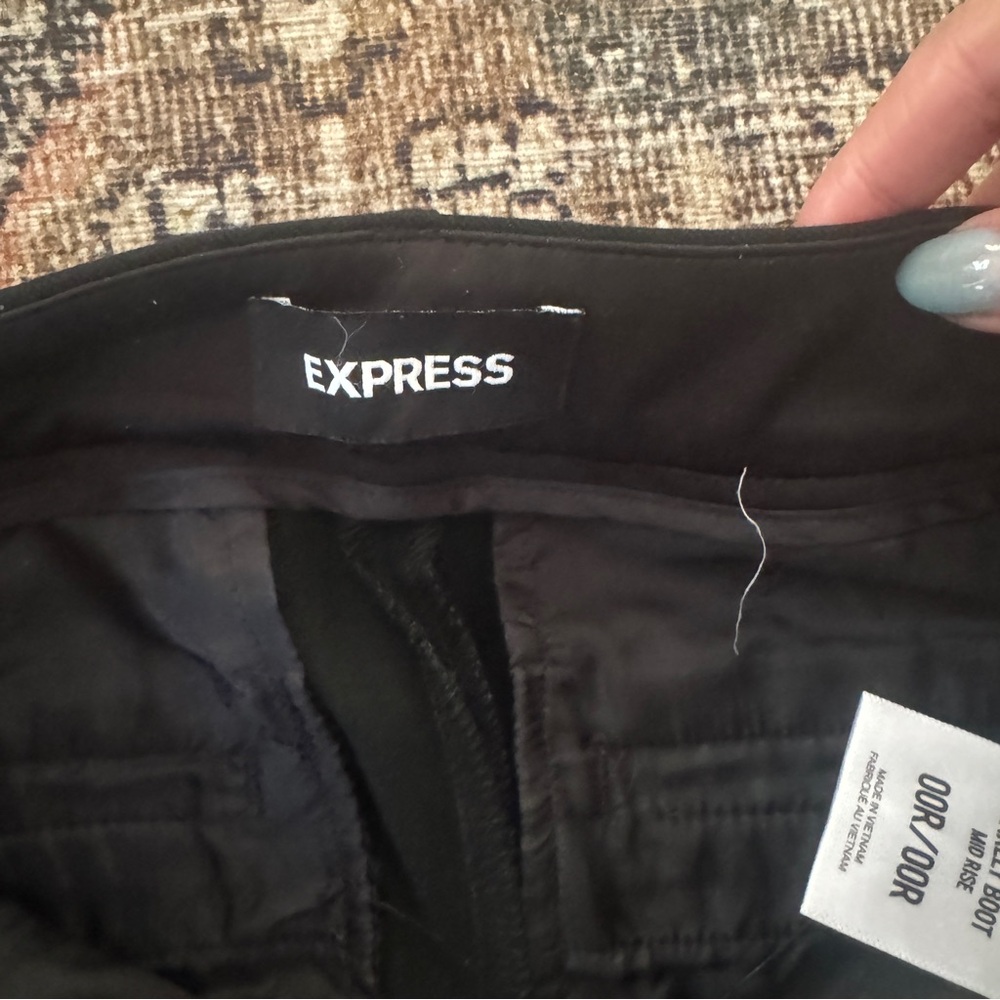 EXPRESS
BOOT
MID RISE
00R/00R
MADE IN VIETNAM
FABRIQUÉ AU VIETNAM